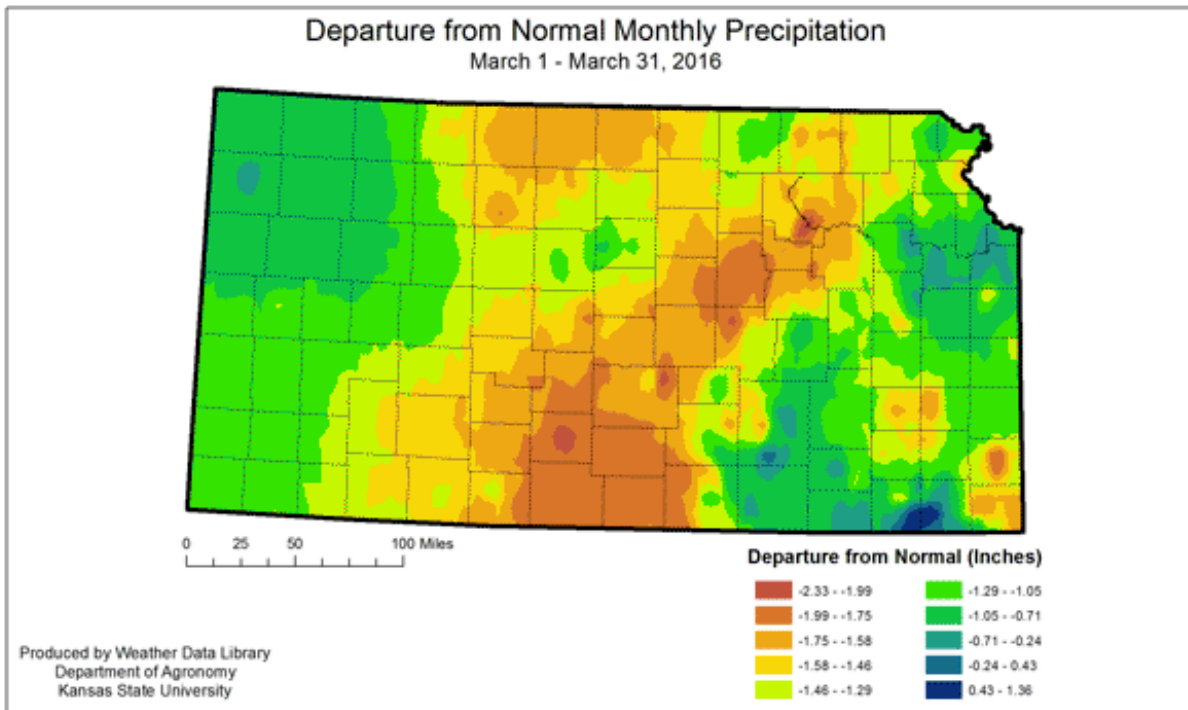 Departure from Normal Monthly Precipitation
March 1 - March 31, 2016
0 25 50 100 Miles
Departure from Normal (Inches)
-2.33 - -1.99
-1.99 - -1.75
-1.75 - -1.58
-1.58 - -1.46
-1.46 - -1.29
-1.29 - -1.05
-1.05 - -0.71
-0.71 - -0.24
-0.24 - 0.43
0.43 - 1.36
Produced by Weather Data Library
Department of Agronomy
Kansas State University